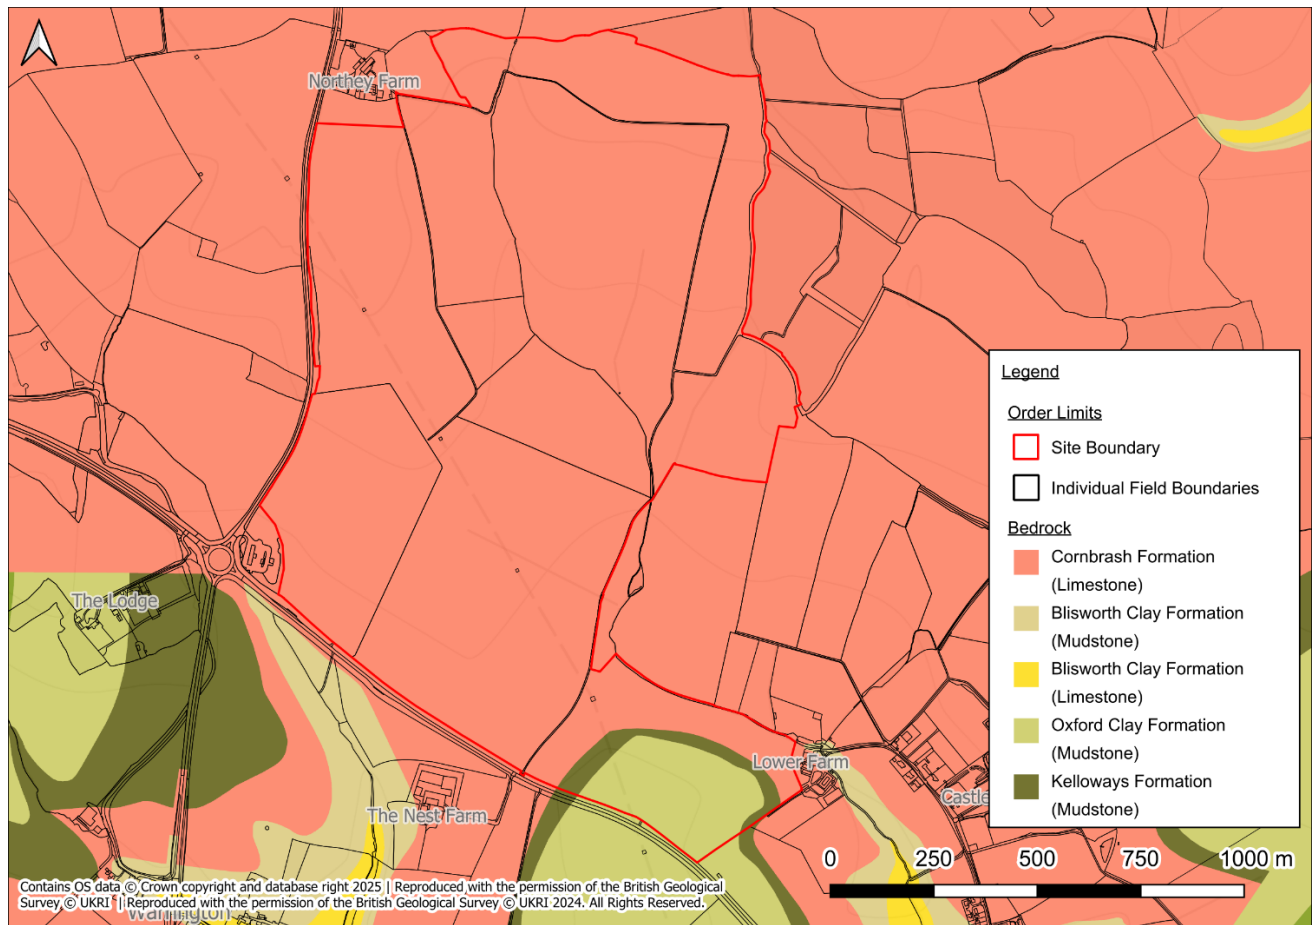 Northey Farm
Legend
Order Limits
Site Boundary
Individual Field Boundaries
Bedrock
Cornbrash Formation
(Limestone)
Blisworth Clay Formation
(Mudstone)
Blisworth Clay Formation
(Limestone)
Oxford Clay Formation
(Mudstone)
Kelloways Formation
(Mudstone)
The Lodge
Lower Farm
Castle
The Nest Farm
0 250 500 750 1000 m
Contains OS data © Crown copyright and database right 2025 | Reproduced with the permission of the British Geological
Survey © UKRI | Reproduced with the permission of the British Geological Survey © UKRI 2024. All Rights Reserved.
Warrington